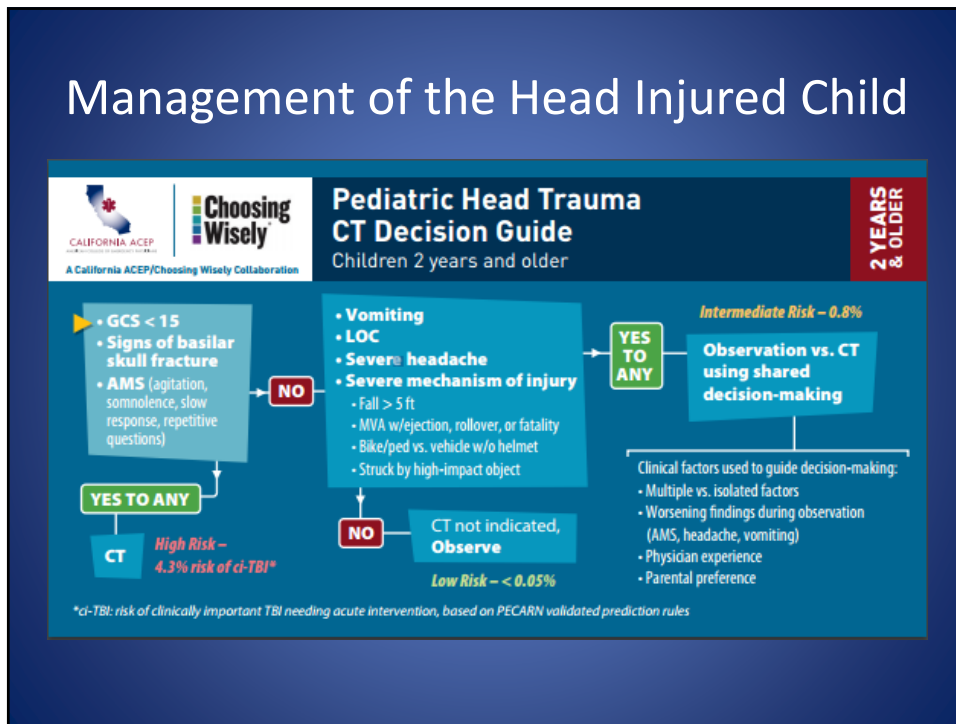 Management of the Head Injured Child
CALIFORNIA ACEP
A California ACEP/Choosing Wisely Collaboration
Choosing
Wisely
Pediatric Head Trauma
CT Decision Guide
Children 2 years and older
2 YEARS
& OLDER
• GCS < 15
• Signs of basilar
skull fracture
• AMS (agitation,
somnolence, slow
response, repetitive
questions)
NO
YES TO ANY
CT
High Risk –
4.3% risk of ci-TBI*
• Vomiting
• LOC
• Severe headache
• Severe mechanism of injury
• Fall > 5 ft
• MVA w/ejection, rollover, or fatality
• Bike/ped vs. vehicle w/o helmet
• Struck by high-impact object
NO
CT not indicated,
Observe
Low Risk – < 0.05%
YES
TO
ANY
Intermediate Risk – 0.8%
Observation vs. CT
using shared
decision-making
Clinical factors used to guide decision-making:
• Multiple vs. isolated factors
• Worsening findings during observation
(AMS, headache, vomiting)
• Physician experience
• Parental preference
*ci-TBI: risk of clinically important TBI needing acute intervention, based on PECARN validated prediction rules